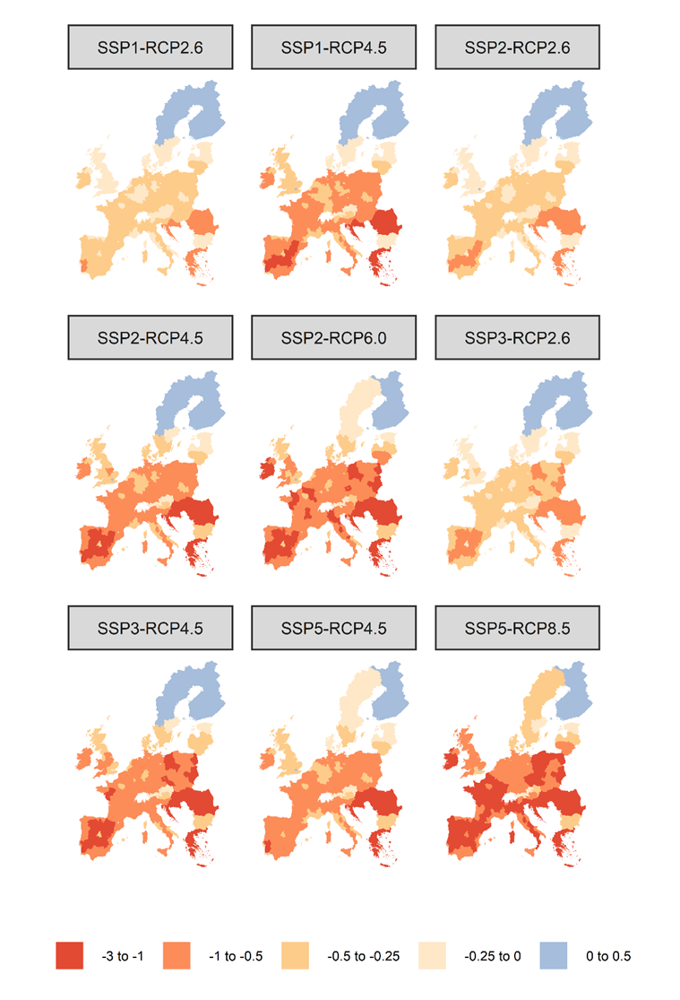 SSP1-RCP2.6 SSP1-RCP4.5 SSP2-RCP2.6
SSP2-RCP4.5 SSP2-RCP6.0 SSP3-RCP2.6
SSP3-RCP4.5 SSP5-RCP4.5 SSP5-RCP8.5
-3 to -1 -1 to -0.5 -0.5 to -0.25 -0.25 to 0 0 to 0.5